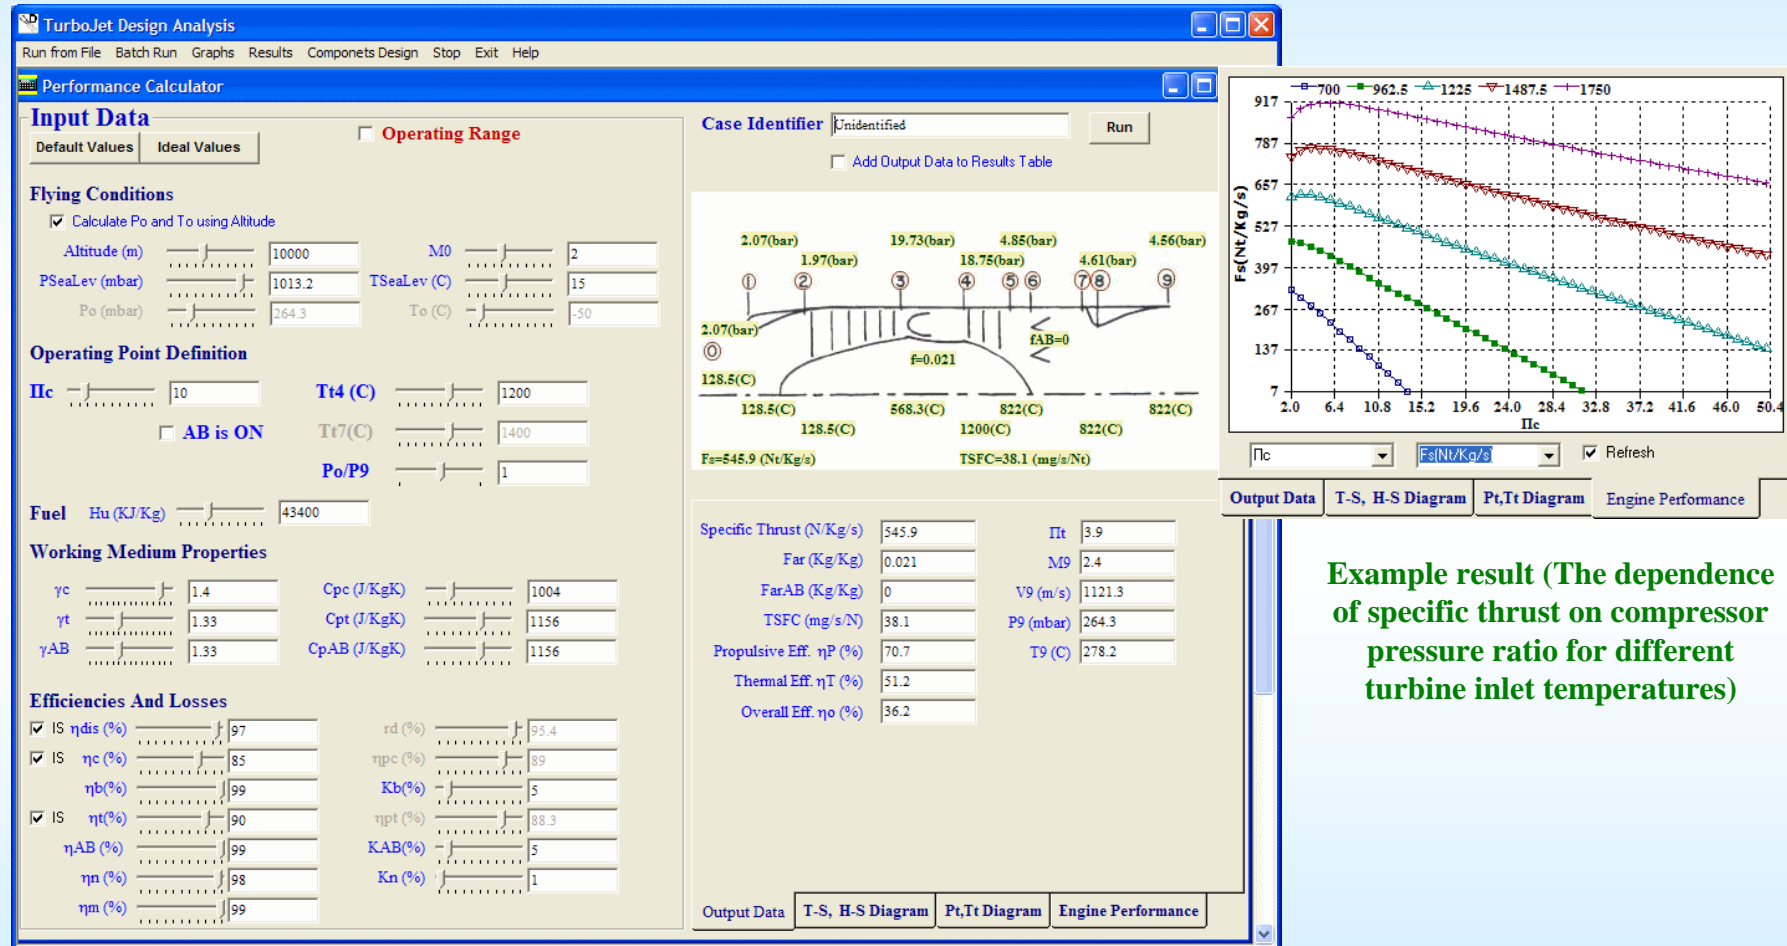 TurboJet Design Analysis
Run from File Batch Run Graphs Results Componets Design Stop Exit Help
Performance Calculator
Input Data
Default Values Ideal Values
Operating Range
Flying Conditions
Calculate Po and To using Altitude
Altitude (m) 10000 M0 2
PSeaLev (mbar) 1013.2 TSeaLev (C) 15
Po (mbar) 264.3 To (C) -50
Operating Point Definition
Πc 10 Tt4 (C) 1200
AB is ON Tt7(C) 1400
Po/P9 1
Fuel Hu (KJ/Kg) 43400
Working Medium Properties
γc 1.4 Cpc (J/KgK) 1004
γt 1.33 Cpt (J/KgK) 1156
γAB 1.33 CpAB (J/KgK) 1156
Efficiencies And Losses
IS ηdis (%) 97 rd (%) 95.4
IS ηc (%) 85 ηpc (%) 89
ηb(%) 99 Kb(%) 5
IS ηt(%) 90 ηpt (%) 88.3
ηAB (%) 99 KAB(%) 5
ηn (%) 98 Kn (%) 1
ηm (%) 99
Case Identifier Unidentified Run
Add Output Data to Results Table
2.07(bar) 19.73(bar) 4.85(bar) 4.56(bar)
1.97(bar) 18.75(bar) 4.61(bar)
1 2 3 4 5 6 7 8 9
2.07(bar)
fAB=0
0
f=0.021
128.5(C)
128.5(C) 568.3(C) 822(C) 822(C)
128.5(C) 1200(C) 822(C)
Fs=545.9 (Nt/Kg/s) TSFC=38.1 (mg/s/Nt)
Specific Thrust (N/Kg/s) 545.9 Πt 3.9
Far (Kg/Kg) 0.021 M9 2.4
FarAB (Kg/Kg) 0 V9 (m/s) 1121.3
TSFC (mg/s/N) 38.1 P9 (mbar) 264.3
Propulsive Eff. ηP (%) 70.7 T9 (C) 278.2
Thermal Eff. ηT (%) 51.2
Overall Eff. ηo (%) 36.2
Output Data T-S, H-S Diagram Pt,Tt Diagram Engine Performance
700 962.5 1225 1487.5 1750
917
787
657
527
397
267
137
7
Fs(Nt/Kg/s)
2.0 6.4 10.8 15.2 19.6 24.0 28.4 32.8 37.2 41.6 46.0 50.4
Πc
Πc Fs(Nt/Kg/s) Refresh
Output Data T-S, H-S Diagram Pt,Tt Diagram Engine Performance
Example result (The dependence
of specific thrust on compressor
pressure ratio for different
turbine inlet temperatures)